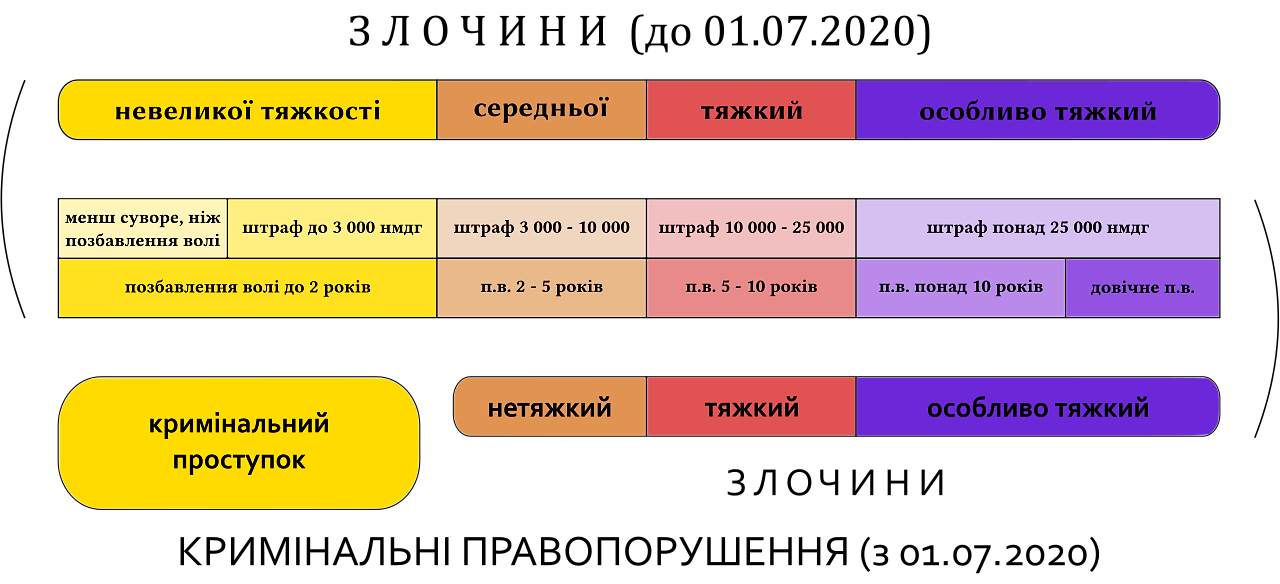 З Л О Ч И Н И (до 01.07.2020)
невеликої тяжкості
середньої
тяжкий
особливо тяжкий
менш суворе, ніж
позбавлення волі
штраф до 3 000 нмдг
штраф 3 000 - 10 000
штраф 10 000 - 25 000
штраф понад 25 000 нмдг
позбавлення волі до 2 років
п.в. 2 - 5 років
п.в. 5 - 10 років
п.в. понад 10 років
довічне п.в.
кримінальний
проступок
нетяжкий
тяжкий
особливо тяжкий
З Л О Ч И Н И
КРИМІНАЛЬНІ ПРАВОПОРУШЕННЯ (з 01.07.2020)